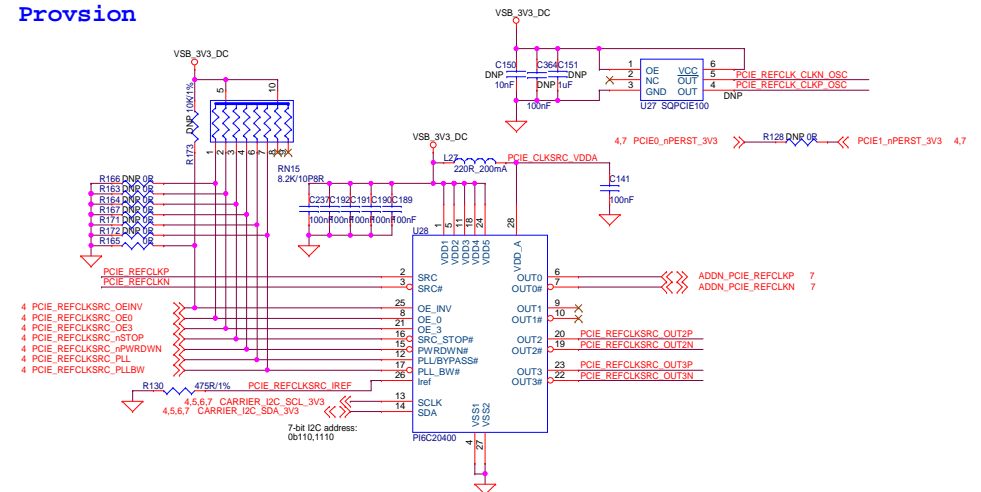 Provsion
VSB_3V3_DC
VSB_3V3_DC
C150
DNP
10nF
C364
DNP
100nF
C151
DNP
1uF
1 OE
2 NC
3 GND
VCC 6
OUT 5 PCIE_REFCLK_CLKN_OSC
OUT 4 PCIE_REFCLK_CLKP_OSC
U27 SQPCIE100
DNP
DNP 10K/1%
R173
5
10
1 2 3 4 6 7 8 9
RN15
8.2K/10P8R
VSB_3V3_DC
L27
220R_200mA
PCIE_CLKSRC_VDDA
4,7 PCIE0_nPERST_3V3
R128 DNP 0R
PCIE1_nPERST_3V3 4,7
C141
100nF
R166 DNP 0R
R163 DNP 0R
R164 DNP 0R
R167 DNP 0R
R171 DNP 0R
R172 DNP 0R
R165 0R
C237 C192 C191 C190 C189
100nF 100nF 100nF 100nF 100nF
U28
1 5 11 18 24 28
VDD1 VDD2 VDD3 VDD4 VDD5 VDD_A
PCIE_REFCLKP 2 SRC
PCIE_REFCLKN 3 SRC#
4 PCIE_REFCLKSRC_OEINV 25 OE_INV
4 PCIE_REFCLKSRC_OE0 8 OE_0
4 PCIE_REFCLKSRC_OE3 21 OE_3
4 PCIE_REFCLKSRC_nSTOP 16 SRC_STOP#
4 PCIE_REFCLKSRC_nPWRDWN 15 PWRDWN#
4 PCIE_REFCLKSRC_PLL 12 PLL/BYPASS#
4 PCIE_REFCLKSRC_PLLBW 17 PLL_BW#
R130 475R/1% PCIE_REFCLKSRC_IREF 26 Iref
4,5,6,7 CARRIER_I2C_SCL_3V3 13 SCLK
4,5,6,7 CARRIER_I2C_SDA_3V3 14 SDA
7-bit I2C address:
0b110,1110
OUT0 6 ADDN_PCIE_REFCLKP 7
OUT0# 7 ADDN_PCIE_REFCLKN 7
OUT1 9
OUT1# 10
OUT2 20 PCIE_REFCLKSRC_OUT2P
OUT2# 19 PCIE_REFCLKSRC_OUT2N
OUT3 23 PCIE_REFCLKSRC_OUT3P
OUT3# 22 PCIE_REFCLKSRC_OUT3N
VSS1 VSS2
4 27
PI6C20400